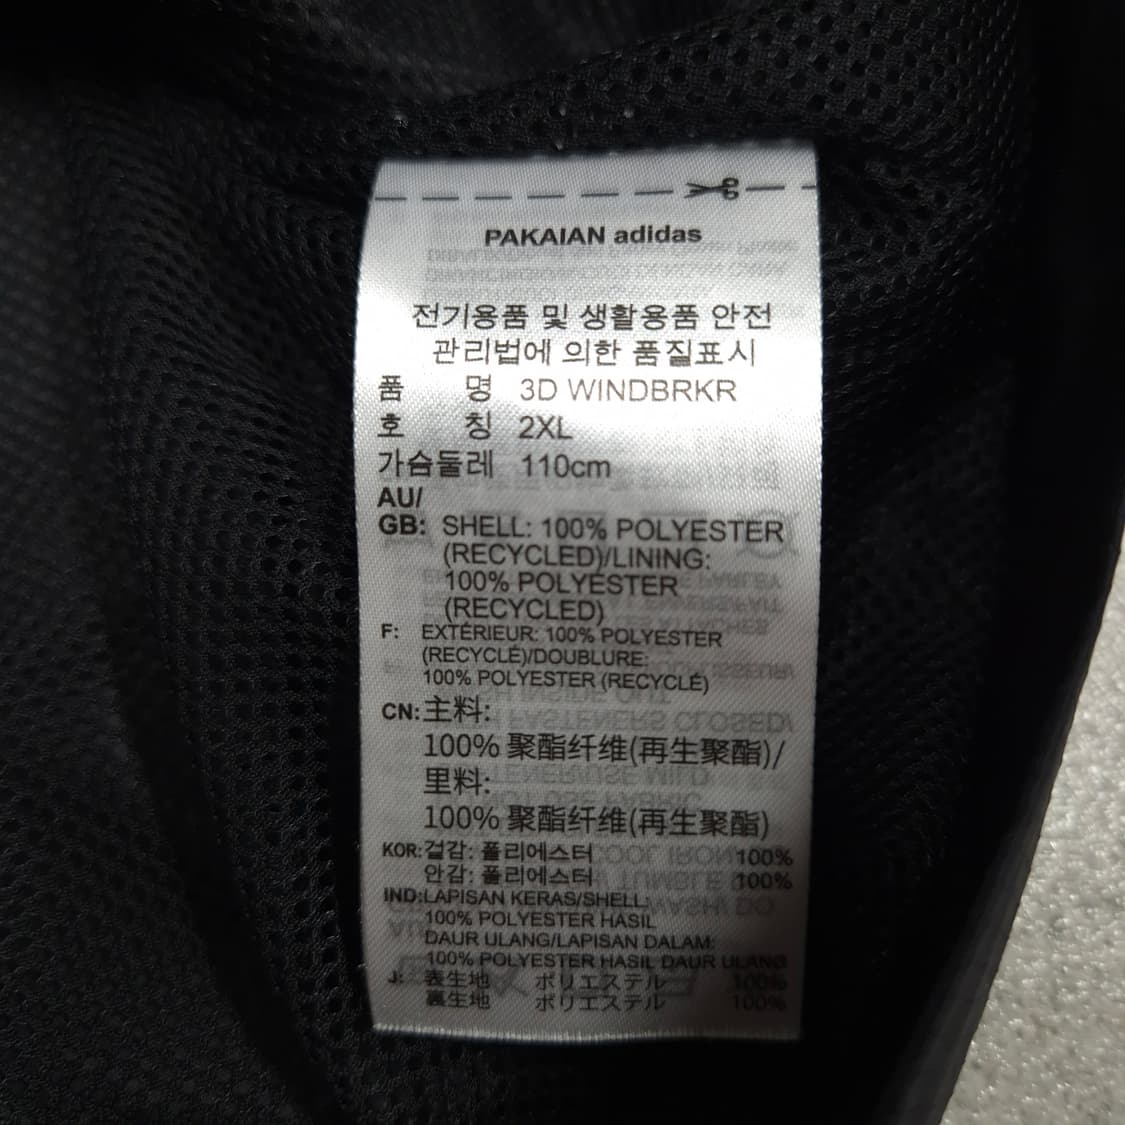 PAKAIAN adidas
전기용품 및 생활용품 안전
관리법에 의한 품질표시
품 명 3D WINDBRKR
호 칭 2XL
가슴둘레 110cm
AU/
GB: SHELL: 100% POLYESTER
(RECYCLED)/LINING:
100% POLYESTER
(RECYCLED)
F: EXTÉRIEUR: 100% POLYESTER
(RECYCLÉ)/DOUBLURE:
100% POLYESTER (RECYCLÉ)
CN: 主料:
100% 聚酯纤维(再生聚酯)/
里料:
100% 聚酯纤维(再生聚酯)
KOR: 겉감: 폴리에스터 100%
안감: 폴리에스터 100%
IND: LAPISAN KERAS/SHELL:
100% POLYESTER HASIL
DAUR ULANG/LAPISAN DALAM:
100% POLYESTER HASIL DAUR ULANG
J: 表生地 ポリエステル 100%
裏生地 ポリエステル 100%